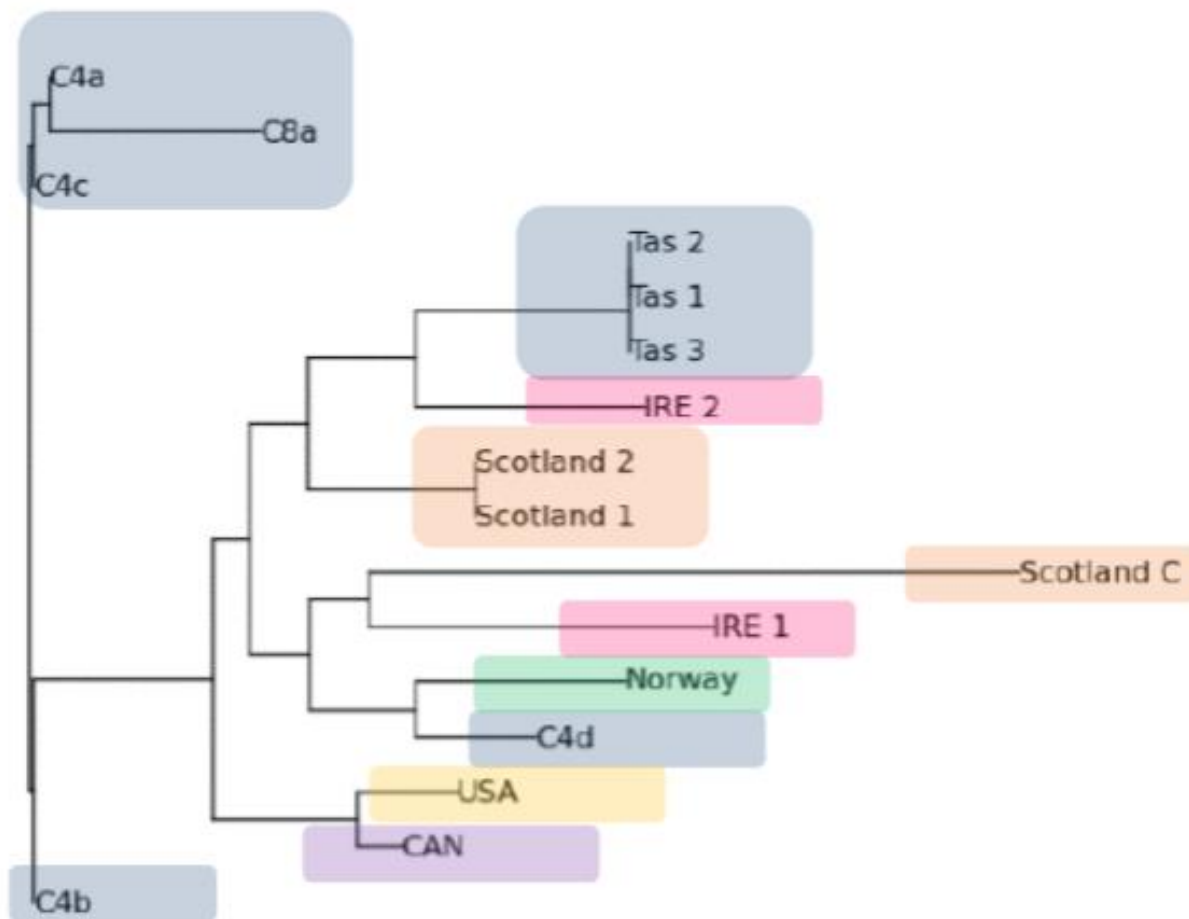 C4a
C8a
C4c
Tas 2
Tas 1
Tas 3
IRE 2
Scotland 2
Scotland 1
Scotland C
IRE 1
Norway
C4d
USA
CAN
C4b